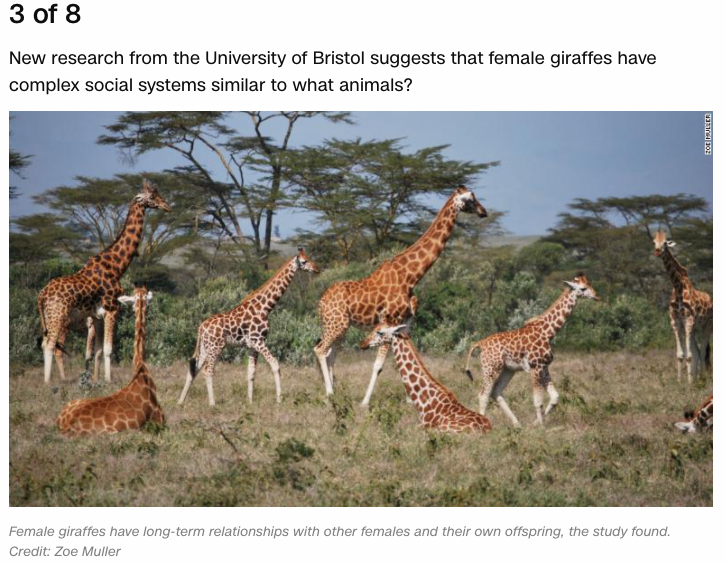 3 of 8
New research from the University of Bristol suggests that female giraffes have
complex social systems similar to what animals?
ZOE MULLER
Female giraffes have long-term relationships with other females and their own offspring, the study found.
Credit: Zoe Muller